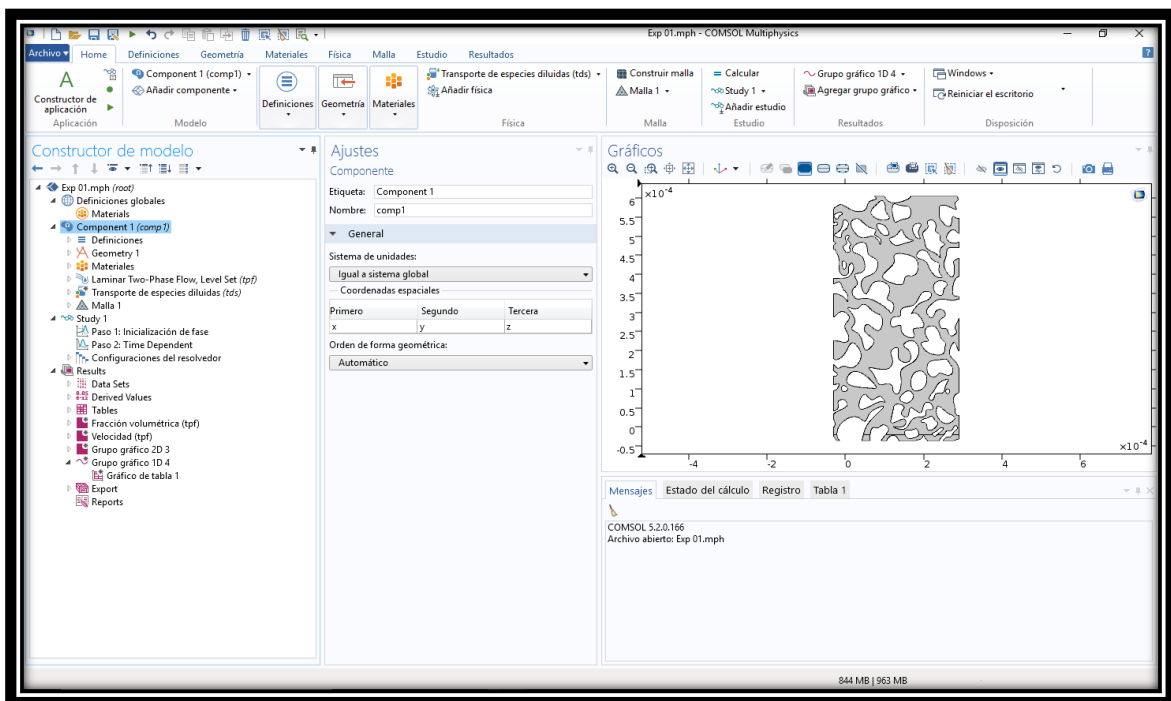 Exp 01.mph - COMSOL Multiphysics
Archivo Home Definiciones Geometría Materiales Física Malla Estudio Resultados
Constructor de aplicación
Aplicación
Component 1 (comp1)
Añadir componente
Modelo
Definiciones
Geometría
Materiales
Transporte de especies diluidas (tds)
Añadir física
Física
Construir malla
Malla 1
Malla
Calcular
Study 1
Añadir estudio
Estudio
Grupo gráfico 1D 4
Agregar grupo gráfico
Resultados
Windows
Reiniciar el escritorio
Disposición
Constructor de modelo
Exp 01.mph (root)
Definiciones globales
Materials
Component 1 (comp1)
Definiciones
Geometry 1
Materiales
Laminar Two-Phase Flow, Level Set (tpf)
Transporte de especies diluidas (tds)
Malla 1
Study 1
Paso 1: Inicialización de fase
Paso 2: Time Dependent
Configuraciones del resolvedor
Results
Data Sets
Derived Values
Tables
Fracción volumétrica (tpf)
Velocidad (tpf)
Grupo gráfico 2D 3
Grupo gráfico 1D 4
Gráfico de tabla 1
Export
Reports
Ajustes
Componente
Etiqueta: Component 1
Nombre: comp1
General
Sistema de unidades:
Igual a sistema global
Coordenadas espaciales
Primero Segundo Tercera
x y z
Orden de forma geométrica:
Automático
Gráficos
×10⁻⁴
6
5.5
5
4.5
4
3.5
3
2.5
2
1.5
1
0.5
0
-0.5
×10⁻⁴
-4 -2 0 2 4 6
Mensajes Estado del cálculo Registro Tabla 1
COMSOL 5.2.0.166
Archivo abierto: Exp 01.mph
844 MB | 963 MB